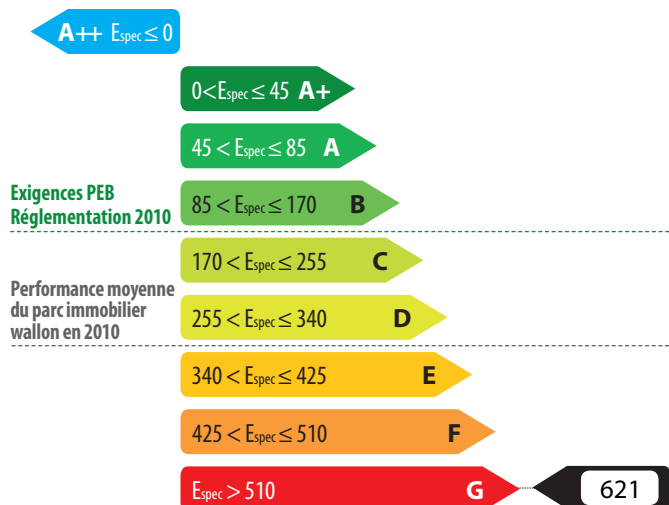 A++ Espec ≤ 0
0<Espec ≤ 45 A+
45 < Espec ≤ 85 A
Exigences PEB
Réglementation 2010
85 < Espec ≤ 170 B
170 < Espec ≤ 255 C
Performance moyenne
du parc immobilier
wallon en 2010
255 < Espec ≤ 340 D
340 < Espec ≤ 425 E
425 < Espec ≤ 510 F
Espec > 510 G 621